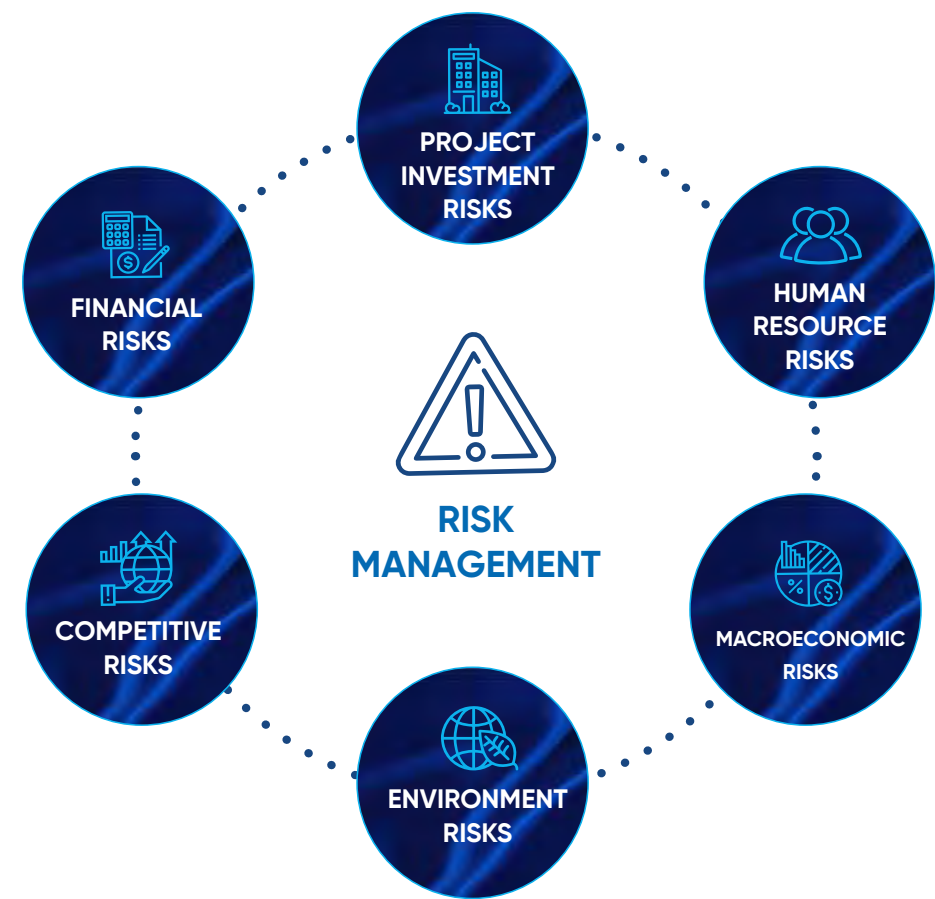 PROJECT
INVESTMENT
RISKS
FINANCIAL
RISKS
HUMAN
RESOURCE
RISKS
RISK
MANAGEMENT
COMPETITIVE
RISKS
MACROECONOMIC
RISKS
ENVIRONMENT
RISKS